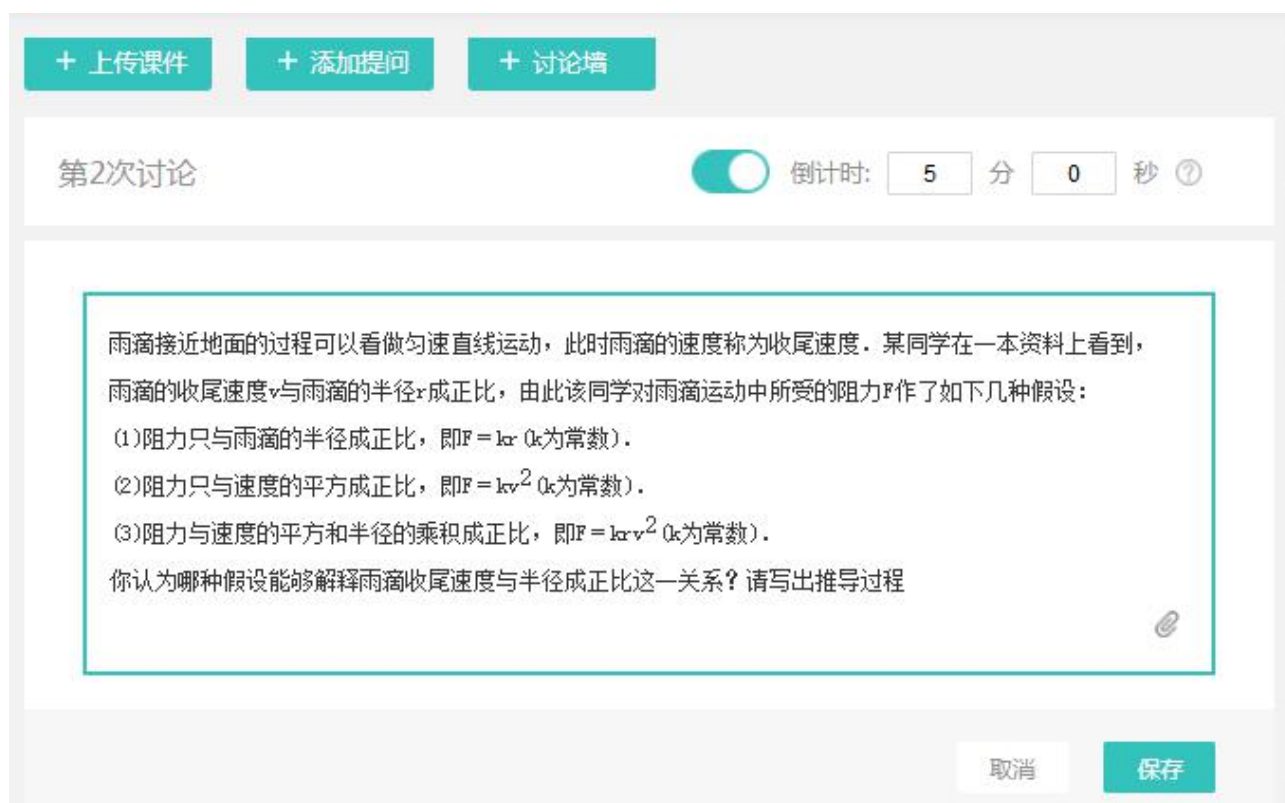 + 上传课件 + 添加提问 + 讨论墙
第2次讨论 倒计时: 5 分 0 秒 ?
雨滴接近地面的过程可以看做匀速直线运动，此时雨滴的速度称为收尾速度．某同学在一本资料上看到，
雨滴的收尾速度v与雨滴的半径r成正比，由此该同学对雨滴运动中所受的阻力F作了如下几种假设：
(1)阻力只与雨滴的半径成正比，即F＝kr (k为常数)．
(2)阻力只与速度的平方成正比，即F＝kv² (k为常数)．
(3)阻力与速度的平方和半径的乘积成正比，即F＝krv² (k为常数)．
你认为哪种假设能够解释雨滴收尾速度与半径成正比这一关系？请写出推导过程
取消 保存